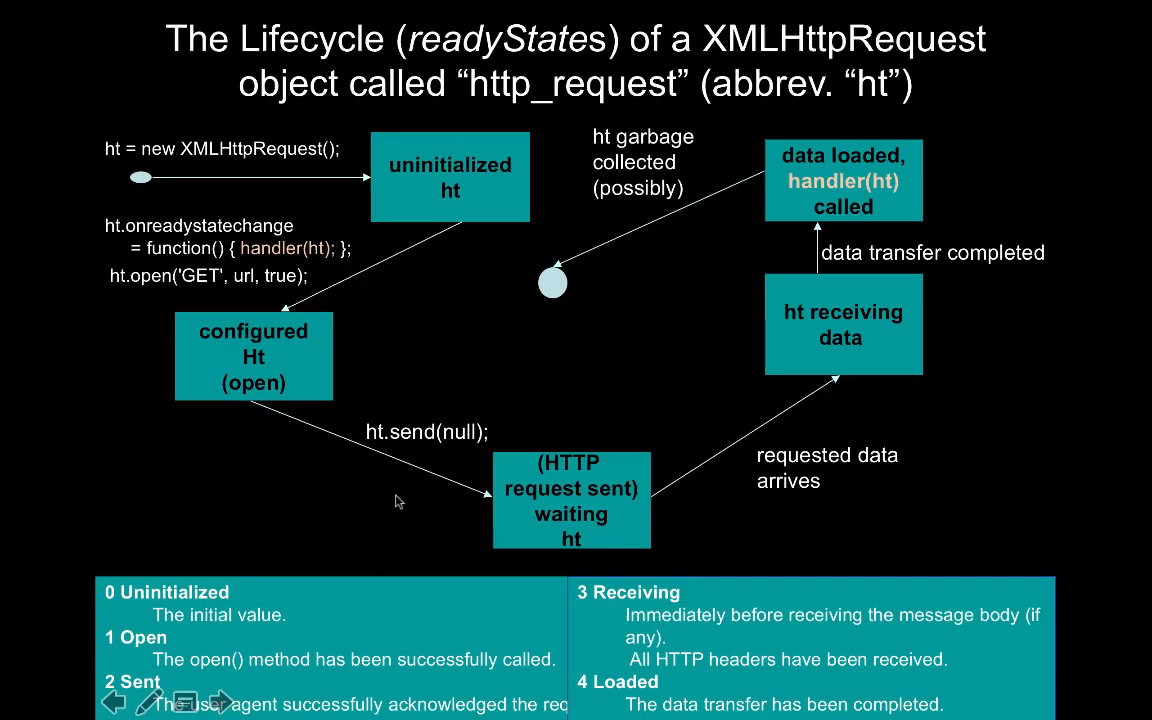 The Lifecycle (readyStates) of a XMLHttpRequest
object called “http_request” (abbrev. “ht”)
ht = new XMLHttpRequest();
uninitialized
ht
ht.onreadystatechange
= function() { handler(ht); };
ht.open('GET', url, true);
configured
Ht
(open)
ht.send(null);
(HTTP
request sent)
waiting
ht
requested data
arrives
ht receiving
data
data transfer completed
data loaded,
handler(ht)
called
ht garbage
collected
(possibly)
0 Uninitialized
The initial value.
1 Open
The open() method has been successfully called.
2 Sent
The user agent successfully acknowledged the req
3 Receiving
Immediately before receiving the message body (if
any).
All HTTP headers have been received.
4 Loaded
The data transfer has been completed.